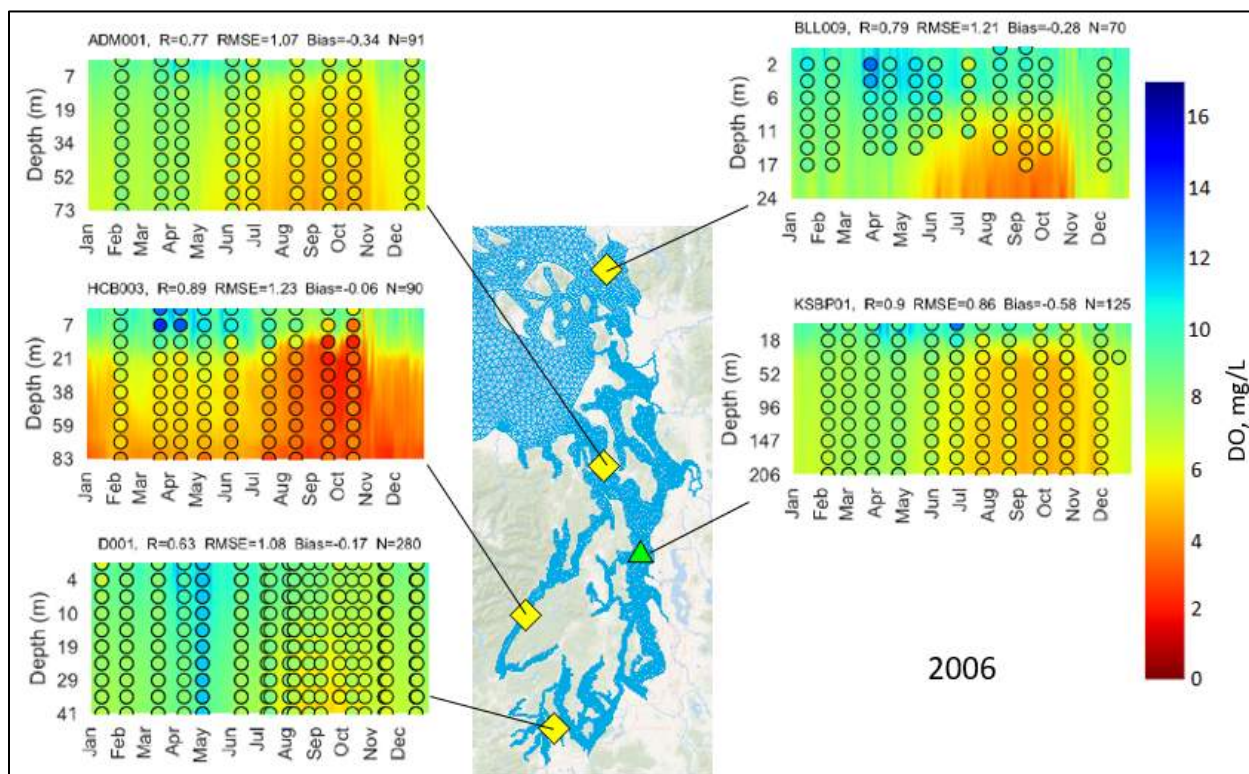 ADM001, R=0.77 RMSE=1.07 Bias=-0.34 N=91
Depth (m)
7
19
34
52
73
Jan Feb Mar Apr May Jun Jul Aug Sep Oct Nov Dec
HCB003, R=0.89 RMSE=1.23 Bias=-0.06 N=90
Depth (m)
7
21
38
59
83
Jan Feb Mar Apr May Jun Jul Aug Sep Oct Nov Dec
D001, R=0.63 RMSE=1.08 Bias=-0.17 N=280
Depth (m)
4
10
19
29
41
Jan Feb Mar Apr May Jun Jul Aug Sep Oct Nov Dec
BLL009, R=0.79 RMSE=1.21 Bias=-0.28 N=70
Depth (m)
2
6
11
17
24
Jan Feb Mar Apr May Jun Jul Aug Sep Oct Nov Dec
KSBP01, R=0.9 RMSE=0.86 Bias=-0.58 N=125
Depth (m)
18
52
96
147
206
Jan Feb Mar Apr May Jun Jul Aug Sep Oct Nov Dec
2006
16
14
12
10
8
6
4
2
0
DO, mg/L